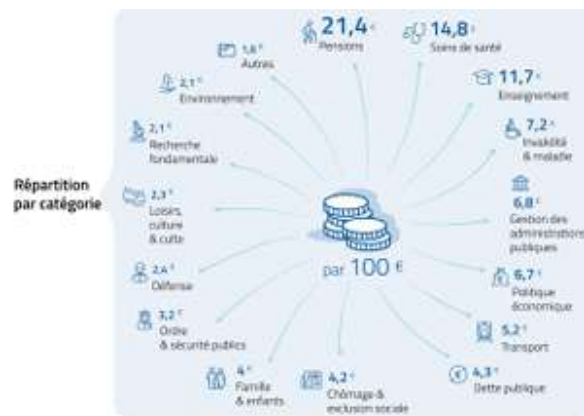 Répartition
par catégorie
21,4 €
Pensions
14,8 €
Soins de santé
11,7 €
Enseignement
7,2 €
Invalidité
& maladie
6,8 €
Gestion des
administrations
publiques
6,7 €
Politique
économique
5,2 €
Transport
4,3 €
Dette publique
4,2 €
Chômage &
exclusion sociale
4 €
Famille
& enfants
3,2 €
Ordre
& sécurité publics
2,4 €
Défense
2,3 €
Loisirs,
culture
& culte
2,1 €
Recherche
fondamentale
2,1 €
Environnement
1,6 €
Autres
par 100 €